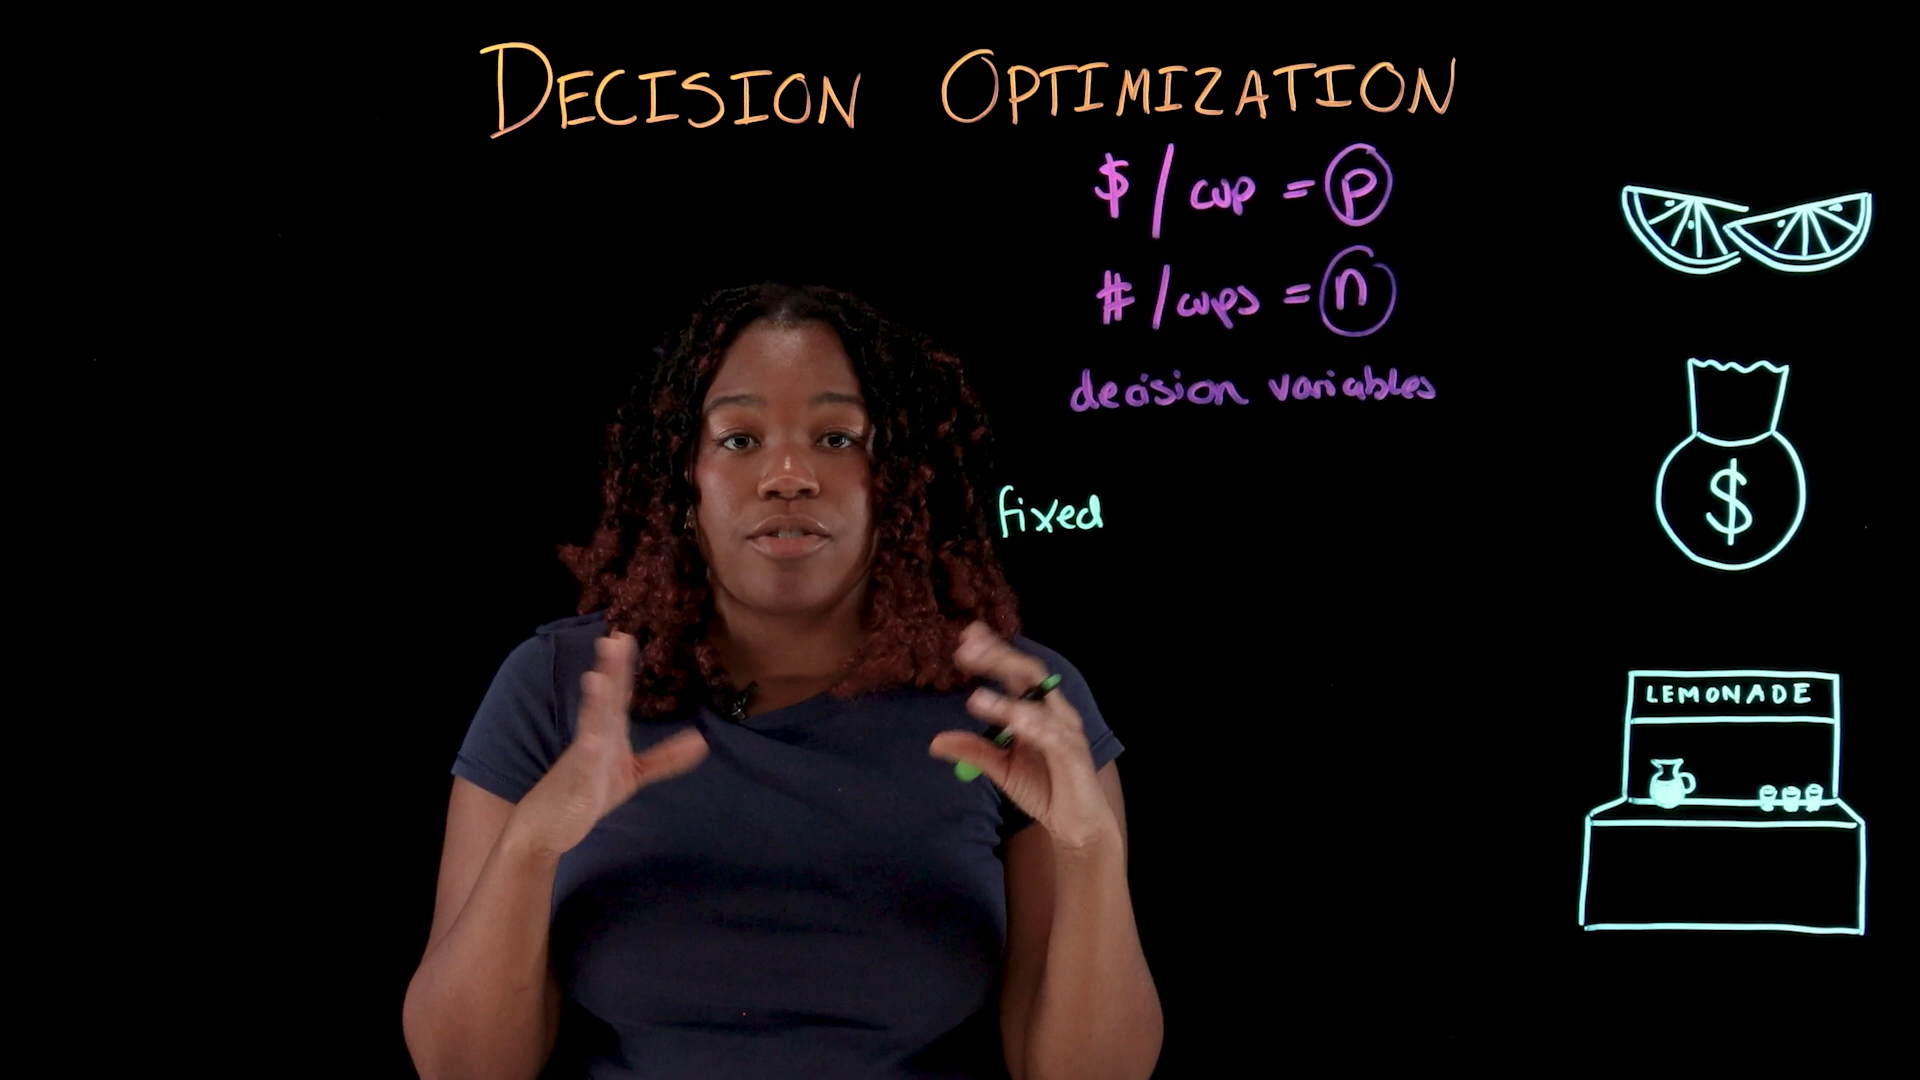 DECISION OPTIMIZATION
$ / cup = p
# / cups = n
decision variables
fixed
$
LEMONADE